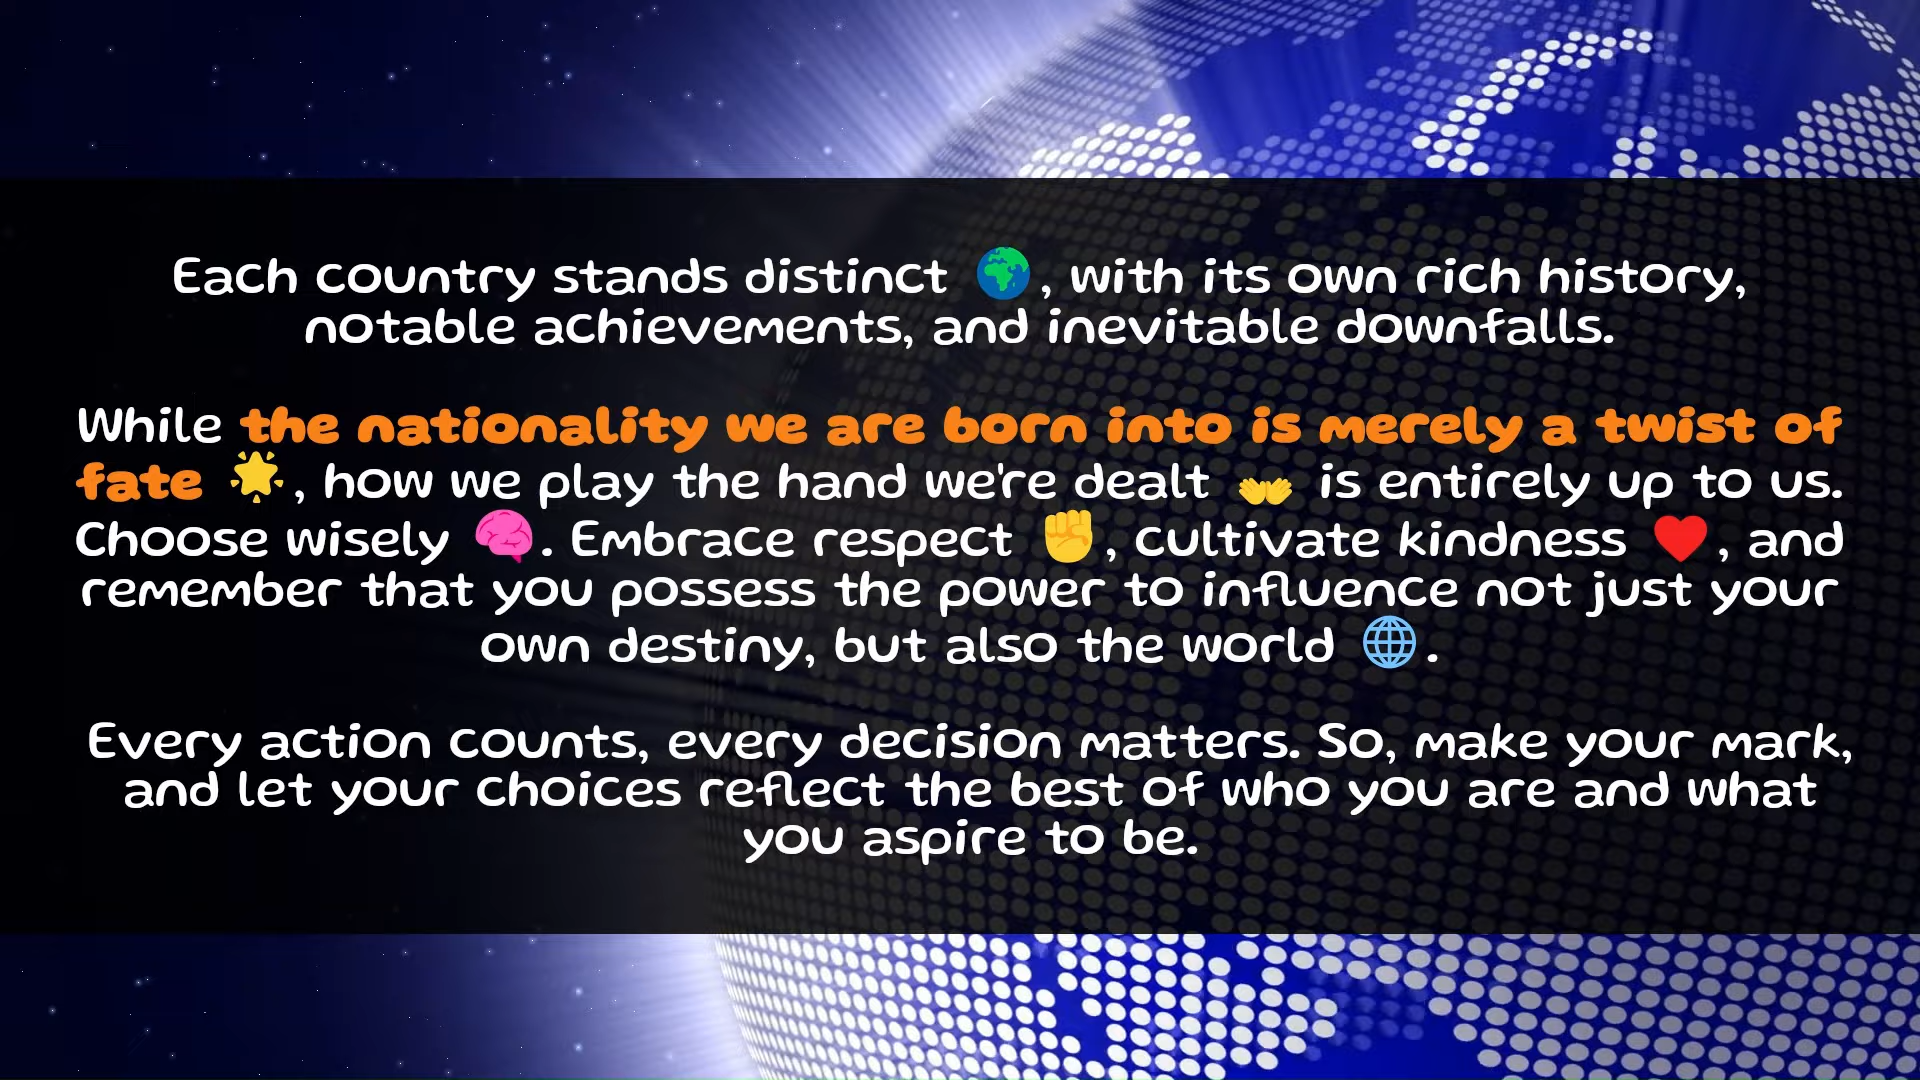 Each country stands distinct 🌍, with its own rich history,
notable achievements, and inevitable downfalls.
While the nationality we are born into is merely a twist of
fate 🌟, how we play the hand we're dealt 👐 is entirely up to us.
Choose wisely 🧠. Embrace respect ✊, cultivate kindness ❤️, and
remember that you possess the power to influence not just your
own destiny, but also the world 🌐.
Every action counts, every decision matters. So, make your mark,
and let your choices reflect the best of who you are and what
you aspire to be.